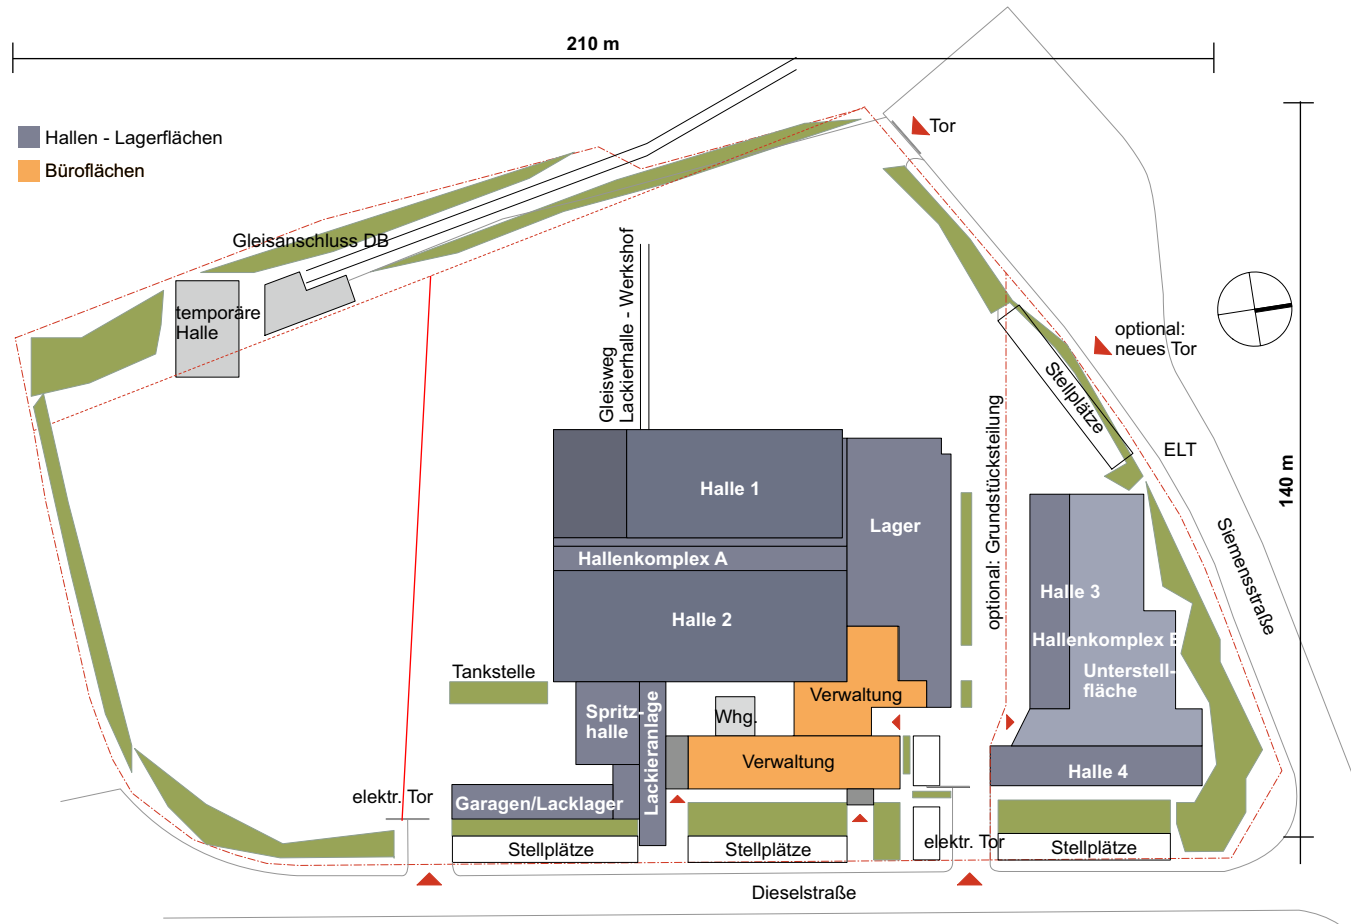 210 m
Hallen - Lagerflächen
Büroflächen
Tor
Gleisanschluss DB
temporäre
Halle
Gleisweg
Lackierhalle - Werkshof
optional:
neues Tor
Stellplätze
ELT
140 m
Siemensstraße
optional: Grundstücksteilung
Halle 1
Lager
Hallenkomplex A
Halle 2
Halle 3
Hallenkomplex B
Unterstell-
fläche
Tankstelle
Verwaltung
Spritz-
halle
Lackieranlage
Whg.
Verwaltung
Halle 4
elektr. Tor
Garagen/Lacklager
Stellplätze
Stellplätze
elektr. Tor
Stellplätze
Dieselstraße